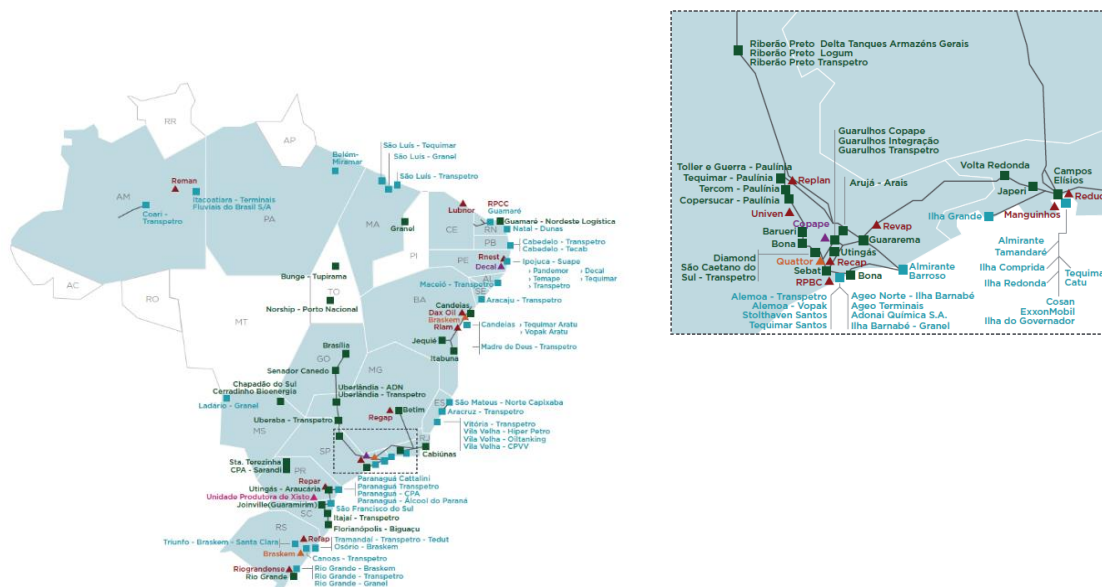 RR
AP
AM
PA
MA
CE
RN
PB
PE
AL
SE
PI
BA
TO
AC
RO
MT
GO
MG
ES
MS
SP
RJ
PR
SC
RS
Reman
Itacoatiara - Terminais
Fluviais do Brasil S/A
Coari -
Transpetro
Belém-
Miramar
São Luís - Tequimar
São Luís - Granel
São Luís - Transpetro
Granel
Lubnor
RPCC
Guamaré
Guamaré - Nordeste Logística
Natal - Dunas
Cabedelo - Transpetro
Cabedelo - Tecab
Rnest
Decal
Ipojuca - Suape
› Pandemor › Decal
› Temape › Tequimar
› Transpetro
Maceió - Transpetro
Aracaju - Transpetro
Bunge - Tupirama
Norship - Porto Nacional
Candeias
Dax Oil
Braskem
Rlam
Candeias › Tequimar Aratu
› Vopak Aratu
Jequié
Itabuna
Madre de Deus - Transpetro
Brasília
Senador Canedo
Chapadão do Sul
Cerradinho Bioenergia
Ladário - Granel
Uberlândia - ADN
Uberlândia - Transpetro
Uberaba - Transpetro
Betim
Regap
São Mateus - Norte Capixaba
Aracruz - Transpetro
Vitória - Transpetro
Vila Velha - Hiper Petro
Vila Velha - Oiltanking
Vila Velha - CPVV
Cabiúnas
Sta. Terezinha
CPA - Sarandi
Repar
Utingás - Araucária
Unidade Produtora de Xisto
Joinville(Guaramirim)
Paranaguá Cattalini
Paranaguá Transpetro
Paranaguá - CPA
Paranaguá - Álcool do Paraná
São Francisco do Sul
Itajaí - Transpetro
Florianópolis - Biguaçu
Refap
Tramandaí - Transpetro - Tedut
Triunfo - Braskem - Santa Clara
Osório - Braskem
Braskem
Canoas - Transpetro
Riograndense
Rio Grande
Rio Grande - Braskem
Rio Grande - Transpetro
Rio Grande - Granel
Riberão Preto Delta Tanques Armazéns Gerais
Riberão Preto Logum
Riberão Preto Transpetro
Guarulhos Copape
Guarulhos Integração
Guarulhos Transpetro
Toller e Guerra - Paulínia
Tequimar - Paulínia
Tercom - Paulínia
Copersucar - Paulínia
Replan
Arujá - Arais
Univen
Copape
Revap
Barueri
Bona
Guararema
Utingás
Diamond
São Caetano do
Sul - Transpetro
Quattor
Recap
Sebat
Bona
RPBC
Almirante
Barroso
Alemoa - Transpetro
Alemoa - Vopak
Stolthaven Santos
Tequimar Santos
Ageo Norte - Ilha Barnabé
Ageo Terminais
Adonai Química S.A.
Ilha Barnabé - Granel
Volta Redonda
Japeri
Campos
Elísios
Reduc
Manguinhos
Ilha Grande
Almirante
Tamandaré
Ilha Comprida
Ilha Redonda
Tequimar
Catu
Cosan
ExxonMobil
Ilha do Governador